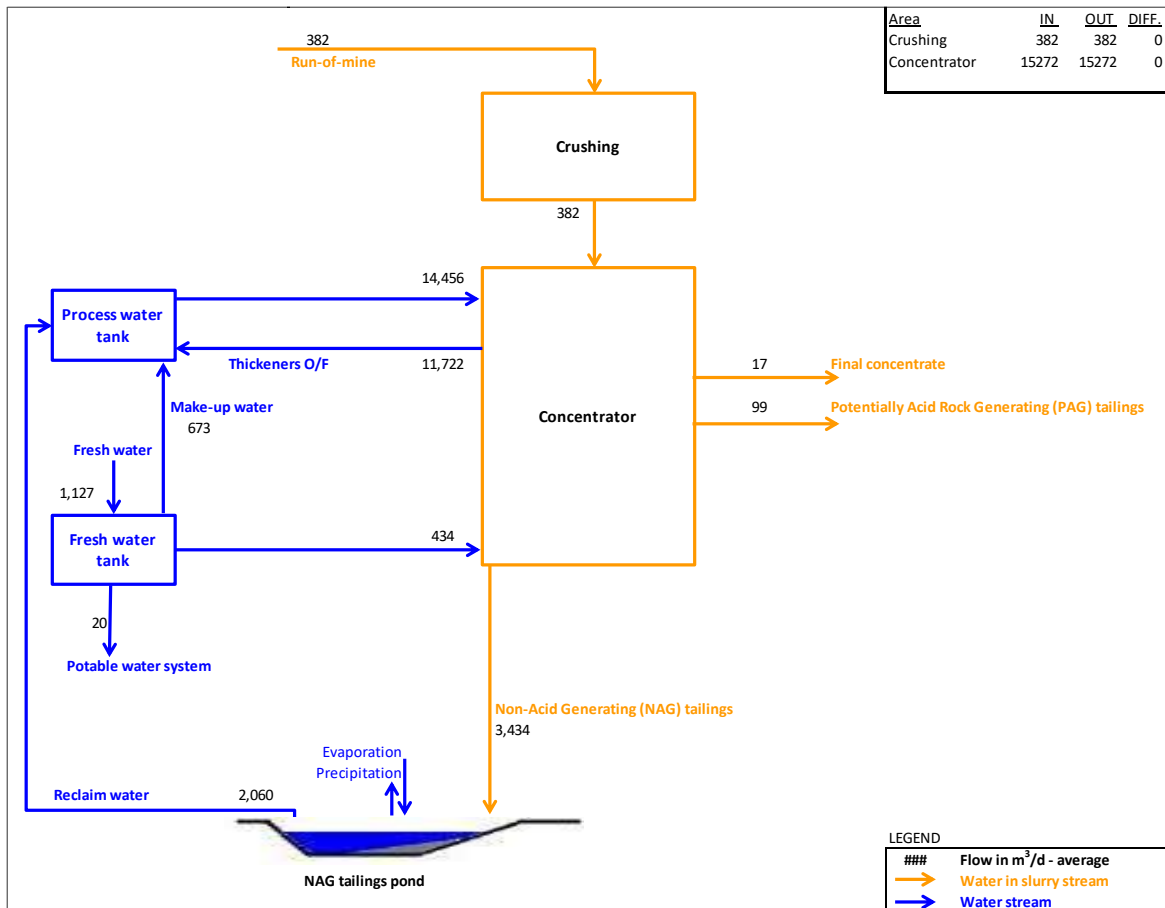 Area IN OUT DIFF.
Crushing 382 382 0
Concentrator 15272 15272 0
382
Run-of-mine
Crushing
382
14,456
Process water
tank
Thickeners O/F
11,722
17
Final concentrate
Make-up water
673
Concentrator
99
Potentially Acid Rock Generating (PAG) tailings
Fresh water
1,127
Fresh water
tank
434
20
Potable water system
Non-Acid Generating (NAG) tailings
3,434
Evaporation
Precipitation
Reclaim water
2,060
NAG tailings pond
LEGEND
### Flow in m³/d - average
Water in slurry stream
Water stream